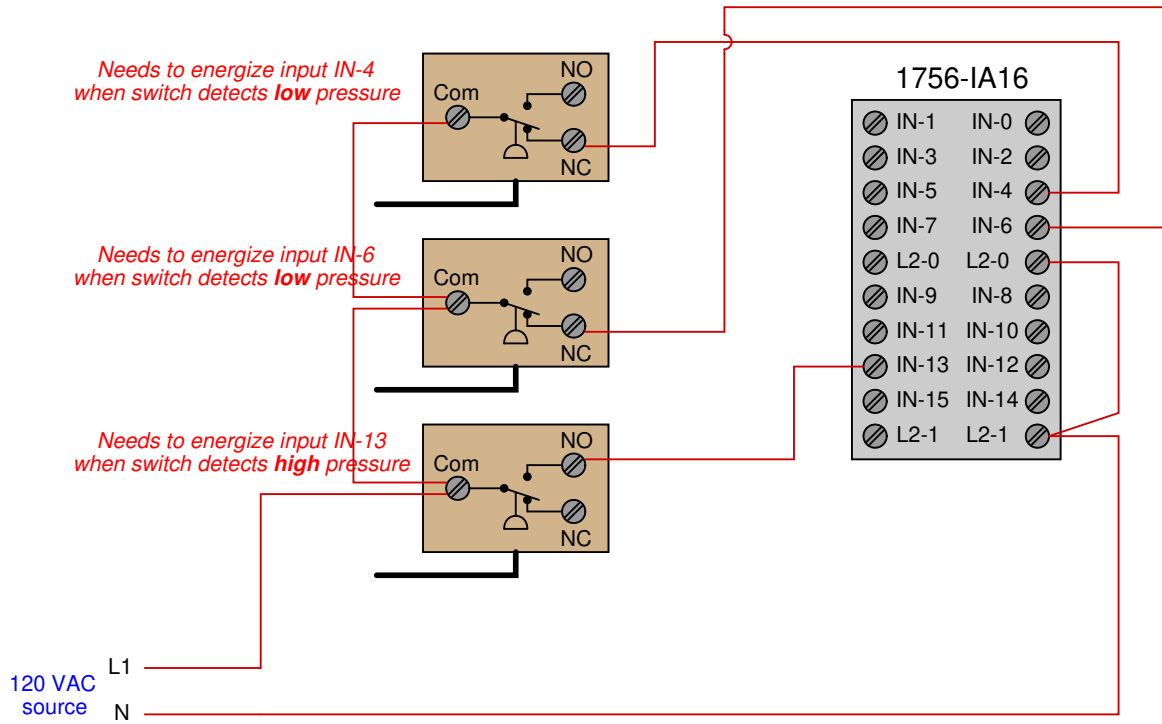 Needs to energize input IN-4
when switch detects low pressure
Com
NO
NC
Needs to energize input IN-6
when switch detects low pressure
Com
NO
NC
Needs to energize input IN-13
when switch detects high pressure
Com
NO
NC
1756-IA16
IN-1 IN-0
IN-3 IN-2
IN-5 IN-4
IN-7 IN-6
L2-0 L2-0
IN-9 IN-8
IN-11 IN-10
IN-13 IN-12
IN-15 IN-14
L2-1 L2-1
120 VAC
source
L1
N